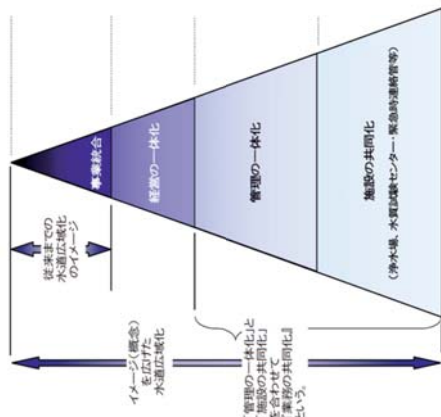 事業統合
経営の一体化
管理の一体化
施設の共同化
（浄水場、水質試験センター・緊急時連絡管等）
従来までの
水道広域化
のイメージ
イメージ（概念）
を広げた
水道広域化
「管理の一体化」と
「施設の共同化」
を合わせて
『業務の共同化』
という。